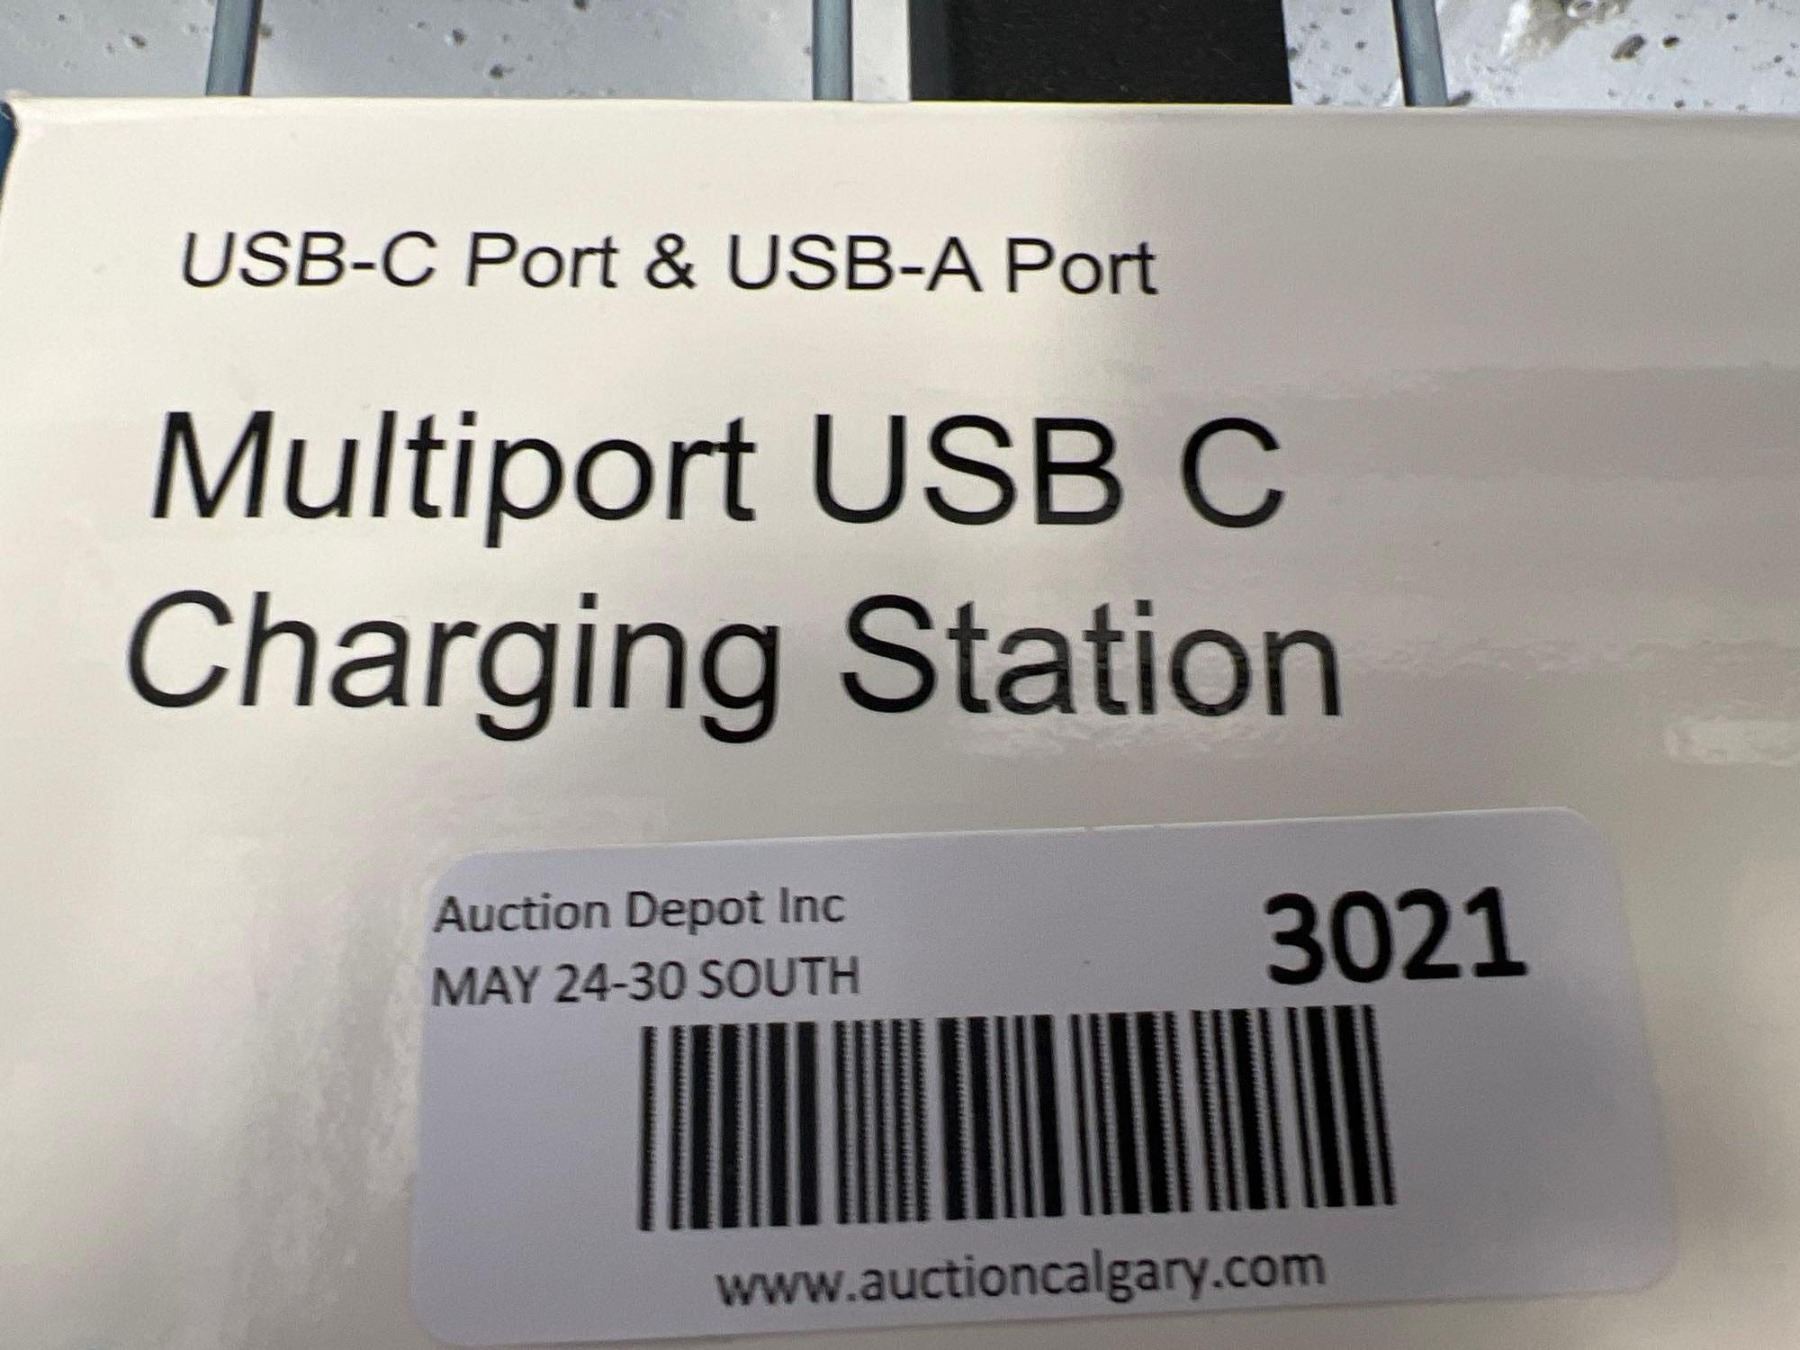 USB-C Port & USB-A Port
Multiport USB C
Charging Station
Auction Depot Inc
3021
MAY 24-30 SOUTH
www.auctioncalgary.com